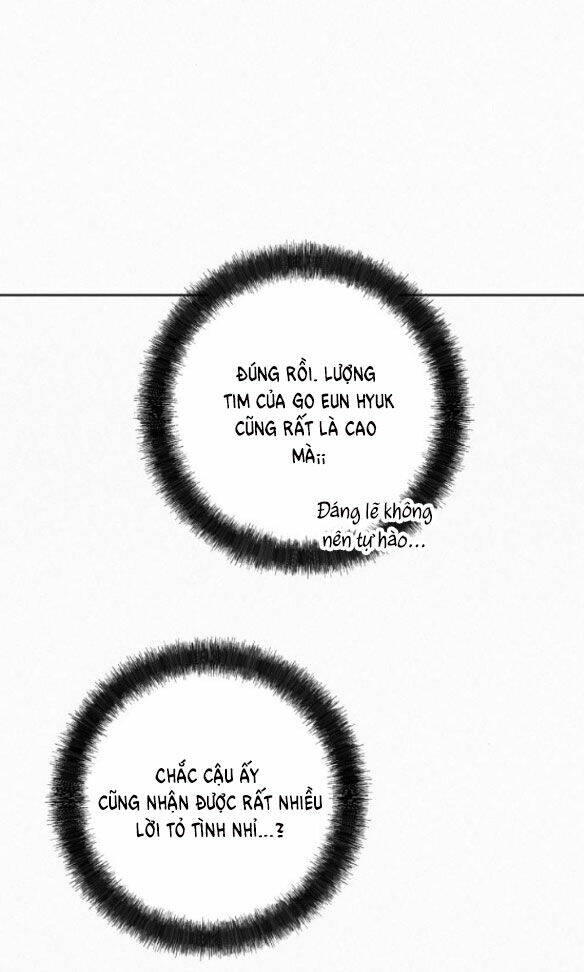 ĐÚNG RỒI. LƯỢNG
TIM CỦA GO EUN HYUK
CŨNG RẤT LÀ CAO
MÀ¡¡
Đáng lẽ không
nên tự hào...
CHẮC CẬU ẤY
CŨNG NHẬN ĐƯỢC RẤT NHIỀU
LỜI TỎ TÌNH NHỈ...?